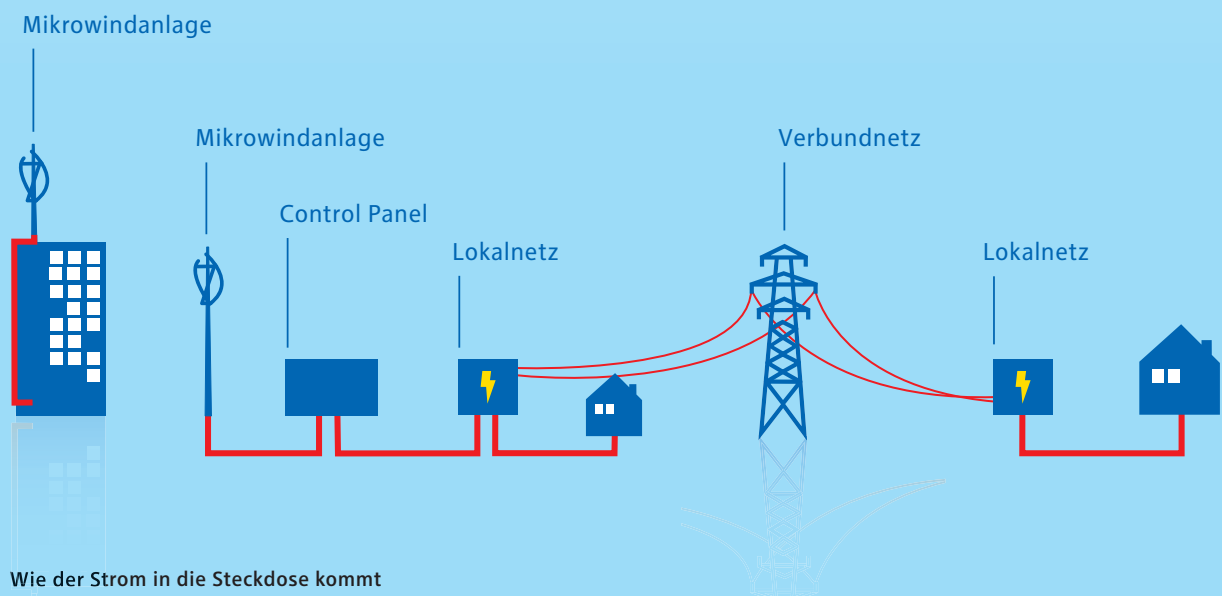 Mikrowindanlage
Mikrowindanlage
Verbundnetz
Control Panel
Lokalnetz
Lokalnetz
Wie der Strom in die Steckdose kommt